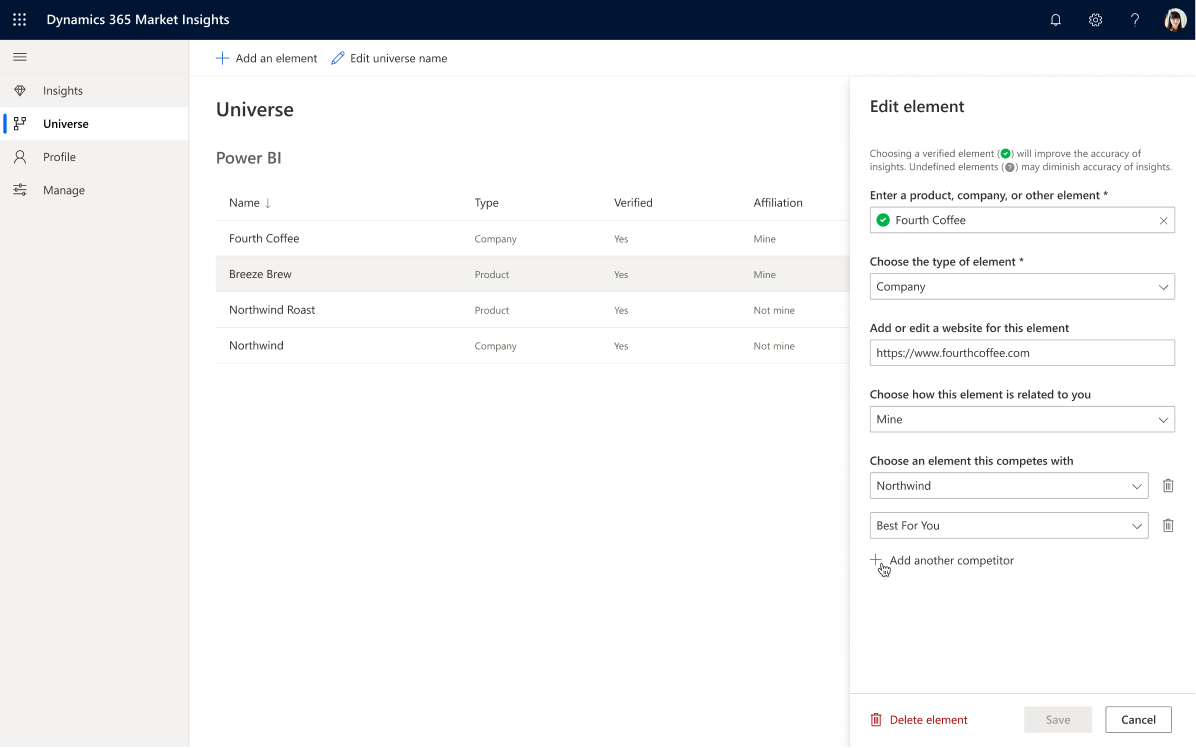 Dynamics 365 Market Insights
Add an element
Edit universe name
Insights
Universe
Profile
Manage
Universe
Power BI
Name ↓ Type Verified Affiliation
Fourth Coffee Company Yes Mine
Breeze Brew Product Yes Mine
Northwind Roast Product Yes Not mine
Northwind Company Yes Not mine
Edit element
Choosing a verified element () will improve the accuracy of
insights. Undefined elements (?) may diminish accuracy of insights.
Enter a product, company, or other element *
Fourth Coffee
Choose the type of element *
Company
Add or edit a website for this element
https://www.fourthcoffee.com
Choose how this element is related to you
Mine
Choose an element this competes with
Northwind
Best For You
Add another competitor
Delete element
Save
Cancel